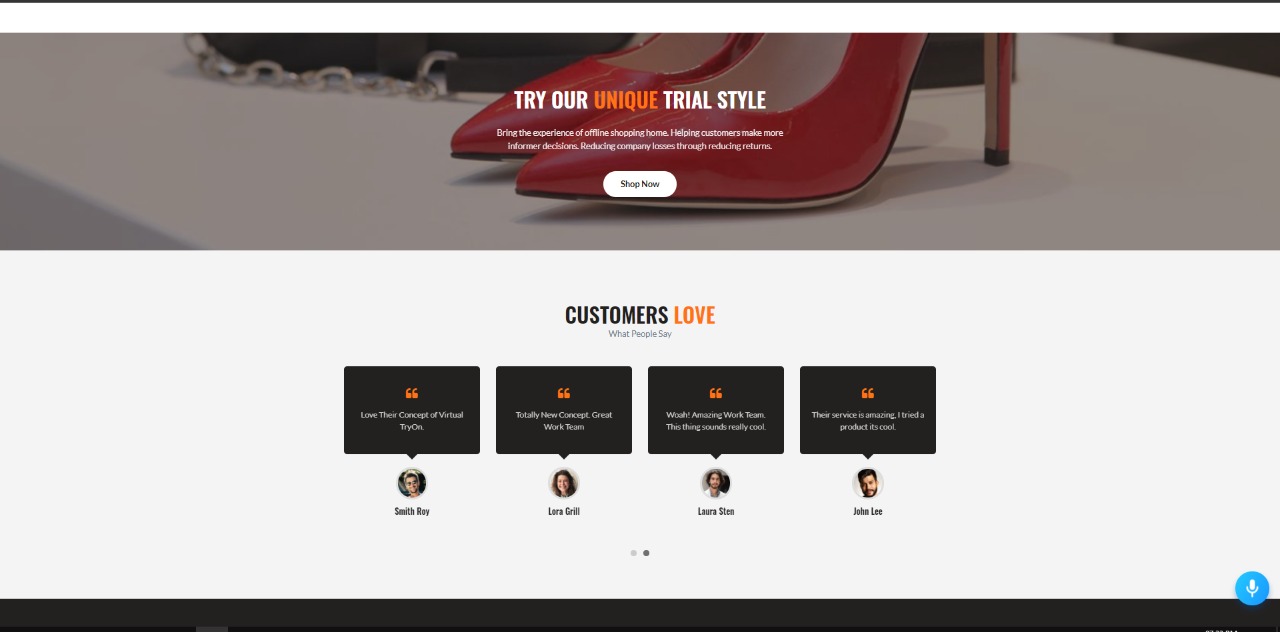 TRY OUR UNIQUE TRIAL STYLE
Bring the experience of offline shopping home. Helping customers make more
informer decisions. Reducing company losses through reducing returns.
Shop Now
CUSTOMERS LOVE
What People Say
Love Their Concept of Virtual
TryOn.
Totally New Concept. Great
Work Team
Woah! Amazing Work Team.
This thing sounds really cool.
Their service is amazing, I tried a
product its cool.
Smith Roy
Lora Grill
Laura Sten
John Lee